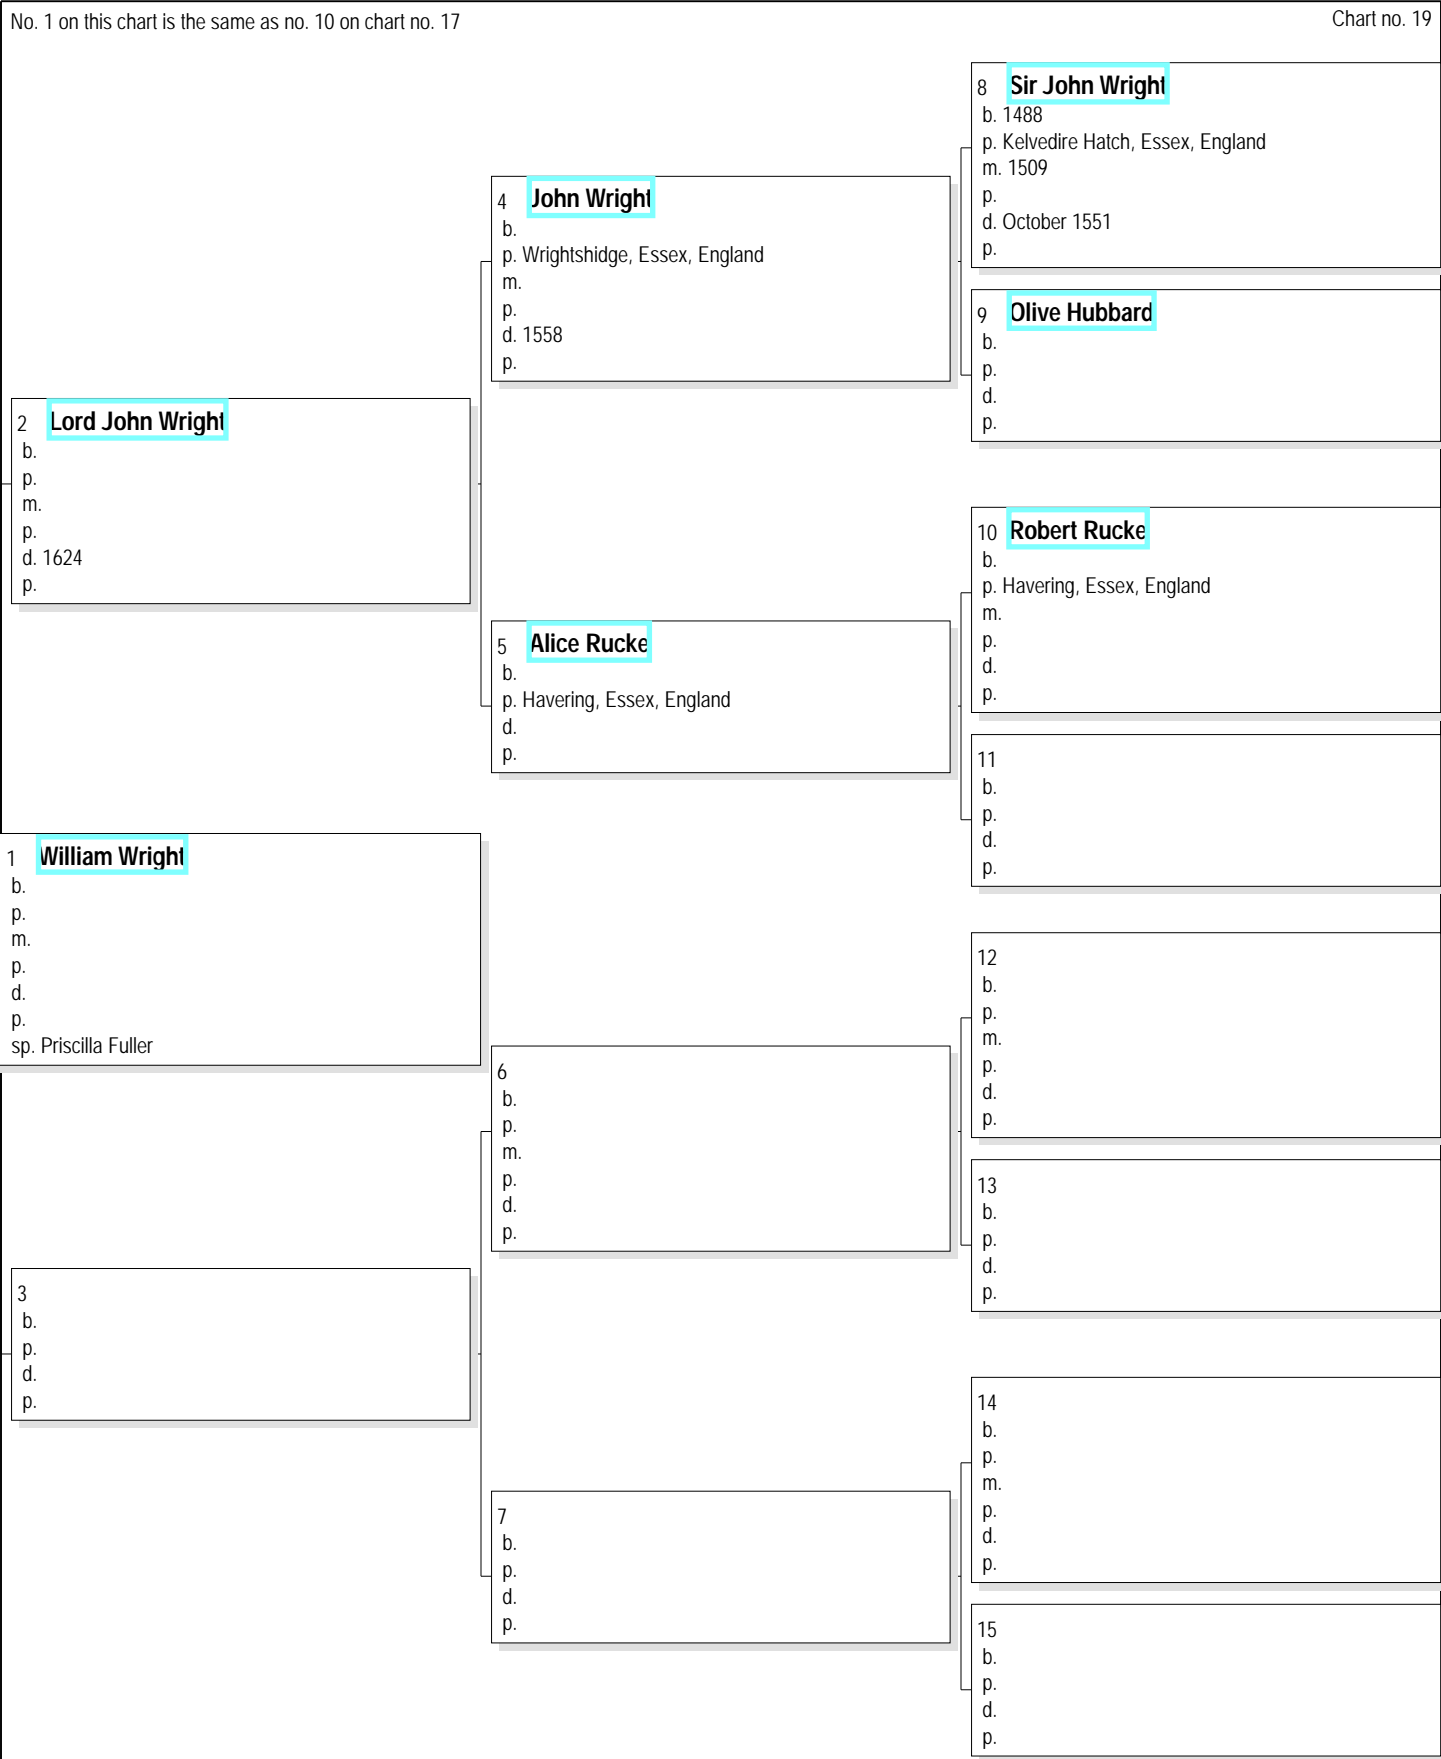 No. 1 on this chart is the same as no. 10 on chart no. 17
Chart no. 19
8 Sir John Wright
b. 1488
p. Kelvedire Hatch, Essex, England
m. 1509
p.
d. October 1551
p.
4 John Wright
b.
p. Wrightshidge, Essex, England
m.
p.
d. 1558
p.
9 Olive Hubbard
b.
p.
d.
p.
2 Lord John Wright
b.
p.
m.
p.
d. 1624
p.
10 Robert Rucke
b.
p. Havering, Essex, England
m.
p.
d.
p.
5 Alice Rucke
b.
p. Havering, Essex, England
d.
p.
11
b.
p.
d.
p.
1 William Wright
b.
p.
m.
p.
d.
p.
sp. Priscilla Fuller
12
b.
p.
m.
p.
d.
p.
6
b.
p.
m.
p.
d.
p.
13
b.
p.
d.
p.
3
b.
p.
d.
p.
14
b.
p.
m.
p.
d.
p.
7
b.
p.
d.
p.
15
b.
p.
d.
p.